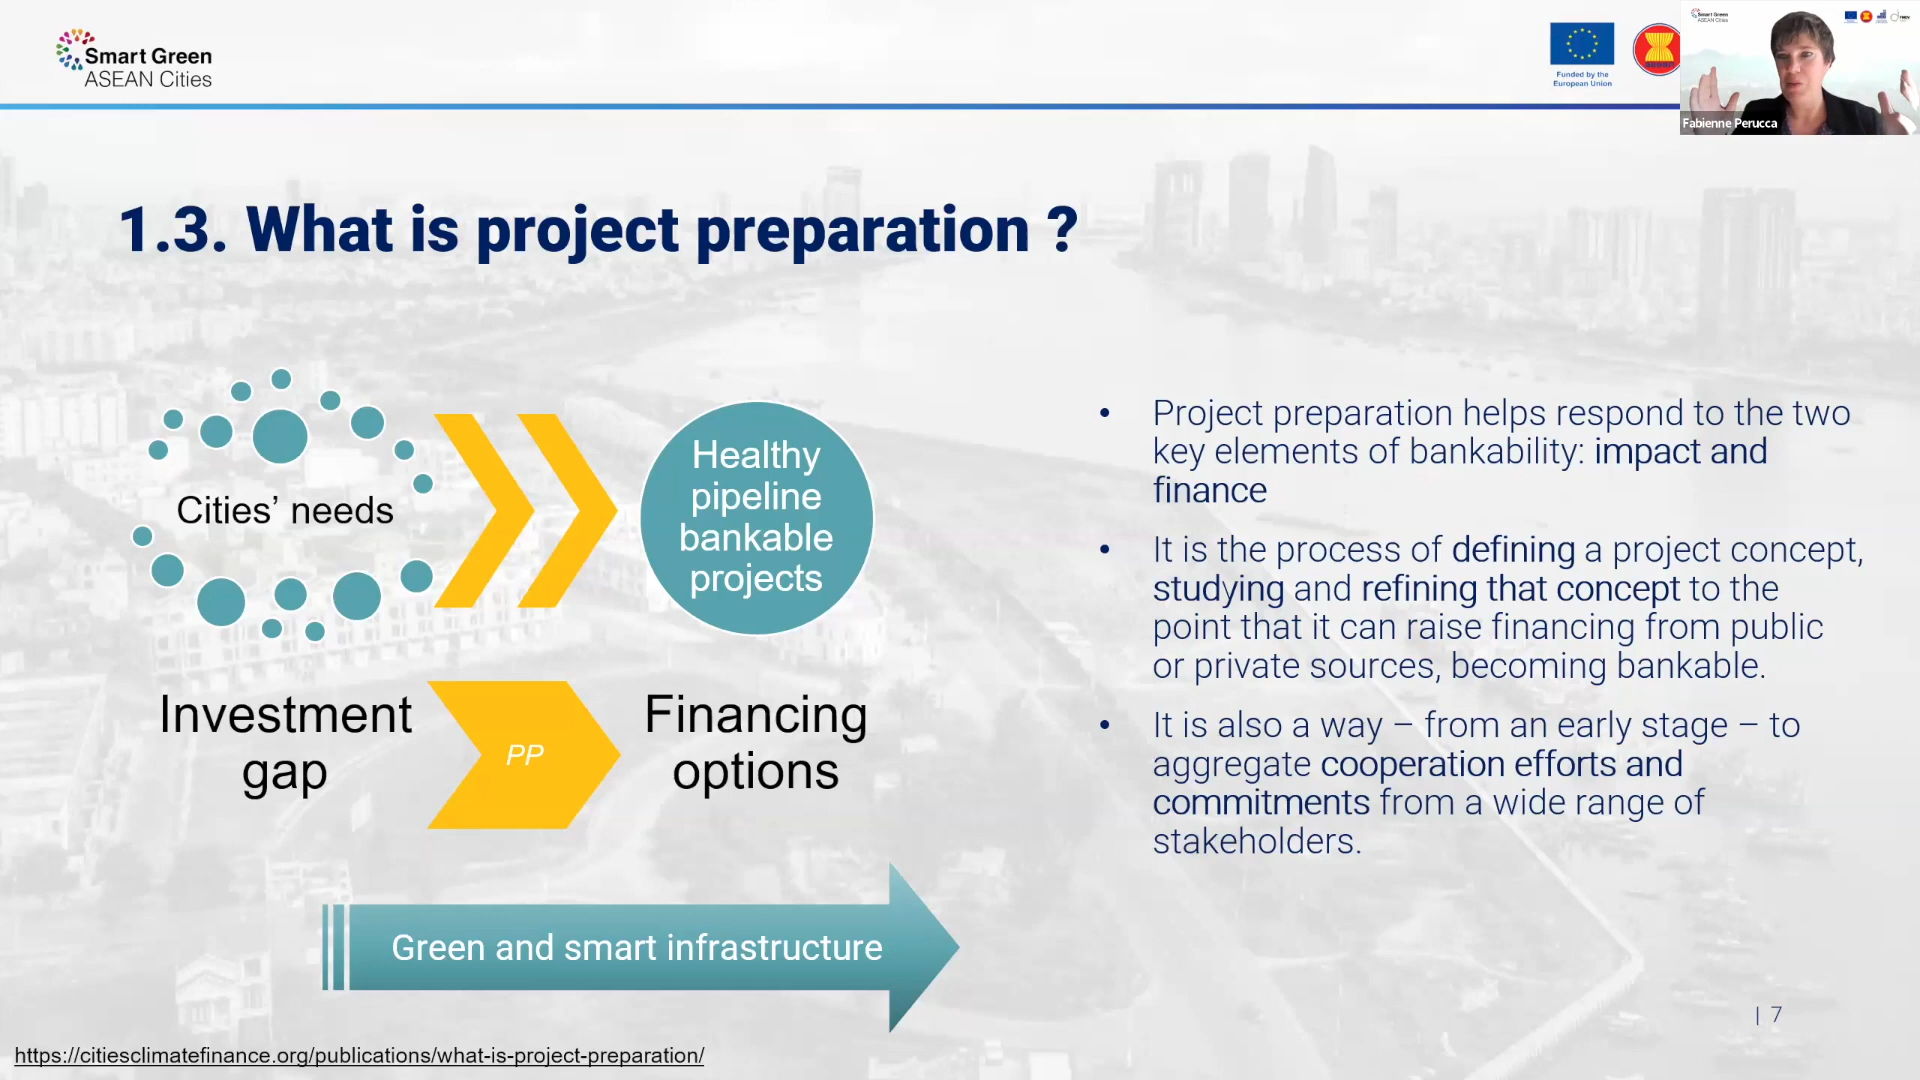 Smart Green
ASEAN Cities
Funded by the
European Union
Smart Green
ASEAN Cities
Fabienne Perucca
1.3. What is project preparation ?
Cities’ needs
Healthy
pipeline
bankable
projects
Investment
gap
PP
Financing
options
Green and smart infrastructure
• Project preparation helps respond to the two
key elements of bankability: impact and
finance
• It is the process of defining a project concept,
studying and refining that concept to the
point that it can raise financing from public
or private sources, becoming bankable.
• It is also a way – from an early stage – to
aggregate cooperation efforts and
commitments from a wide range of
stakeholders.
| 7
https://citiesclimatefinance.org/publications/what-is-project-preparation/